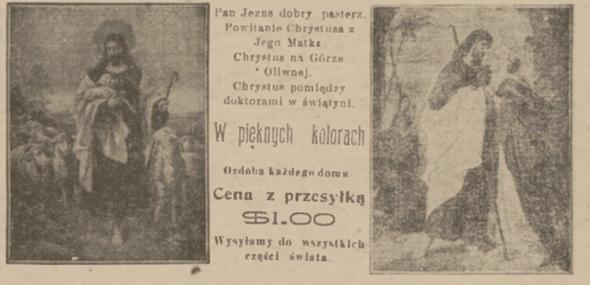 Pan Jezus dobry pasterz.
Powitanie Chrystusa z
Jego Matką
Chrystus na Górze
Oliwnej.
Chrystus pomiędzy
doktorami w świątyni.
W pięknych kolorach
Ozdoba każdego domu
Cena z przesyłką
$1.00
Wysyłamy do wszystkich
części świata